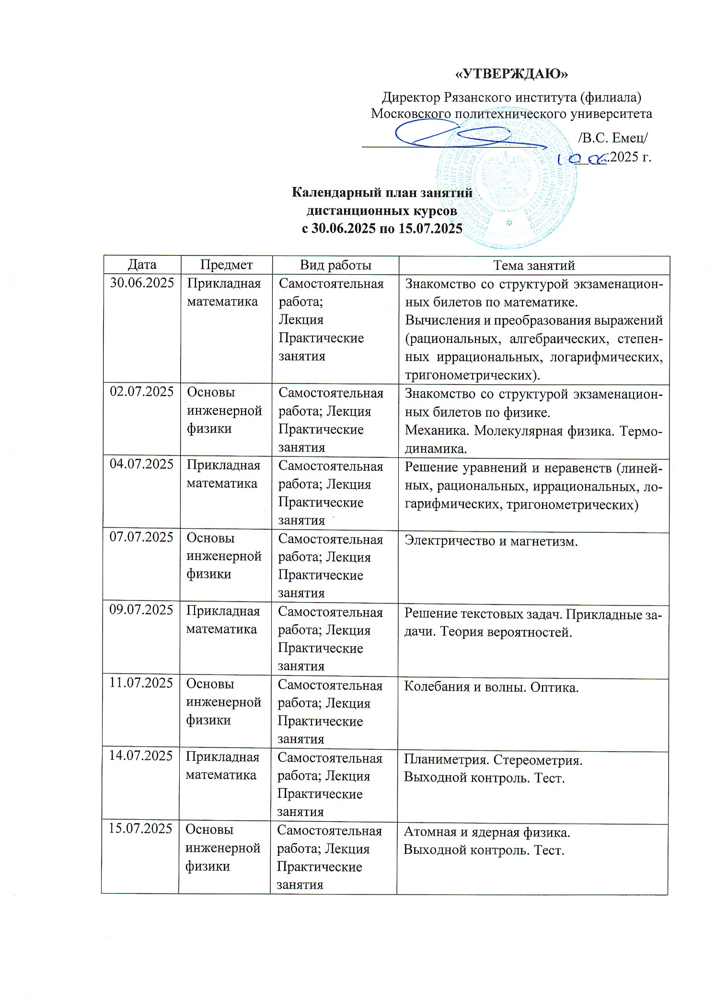 «УТВЕРЖДАЮ»
Директор Рязанского института (филиала)
Московского политехнического университета
/В.С. Емец/
10 06.2025 г.
Календарный план занятий
дистанционных курсов
с 30.06.2025 по 15.07.2025
Дата Предмет Вид работы Тема занятий
30.06.2025 Прикладная Самостоятельная Знакомство со структурой экзаменацион-
математика работа; ных билетов по математике.
Лекция Вычисления и преобразования выражений
Практические (рациональных, алгебраических, степен-
занятия ных иррациональных, логарифмических,
тригонометрических).
02.07.2025 Основы Самостоятельная Знакомство со структурой экзаменацион-
инженерной работа; Лекция ных билетов по физике.
физики Практические Механика. Молекулярная физика. Термо-
занятия динамика.
04.07.2025 Прикладная Самостоятельная Решение уравнений и неравенств (линей-
математика работа; Лекция ных, рациональных, иррациональных, ло-
Практические гарифмических, тригонометрических)
занятия
07.07.2025 Основы Самостоятельная Электричество и магнетизм.
инженерной работа; Лекция
физики Практические
занятия
09.07.2025 Прикладная Самостоятельная Решение текстовых задач. Прикладные за-
математика работа; Лекция дачи. Теория вероятностей.
Практические
занятия
11.07.2025 Основы Самостоятельная Колебания и волны. Оптика.
инженерной работа; Лекция
физики Практические
занятия
14.07.2025 Прикладная Самостоятельная Планиметрия. Стереометрия.
математика работа; Лекция Выходной контроль. Тест.
Практические
занятия
15.07.2025 Основы Самостоятельная Атомная и ядерная физика.
инженерной работа; Лекция Выходной контроль. Тест.
физики Практические
занятия